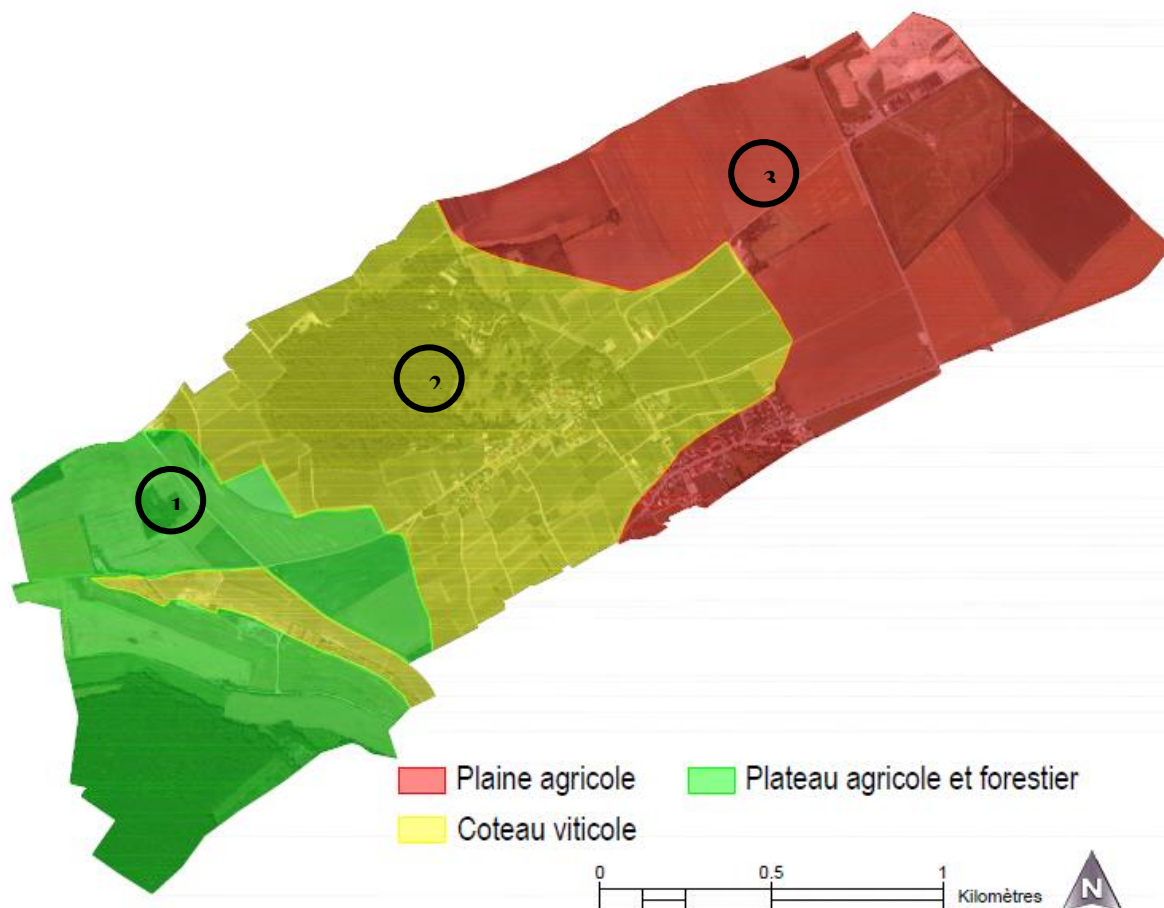 3
2
1
Plaine agricole
Plateau agricole et forestier
Coteau viticole
0 0.5 1
Kilomètres
N